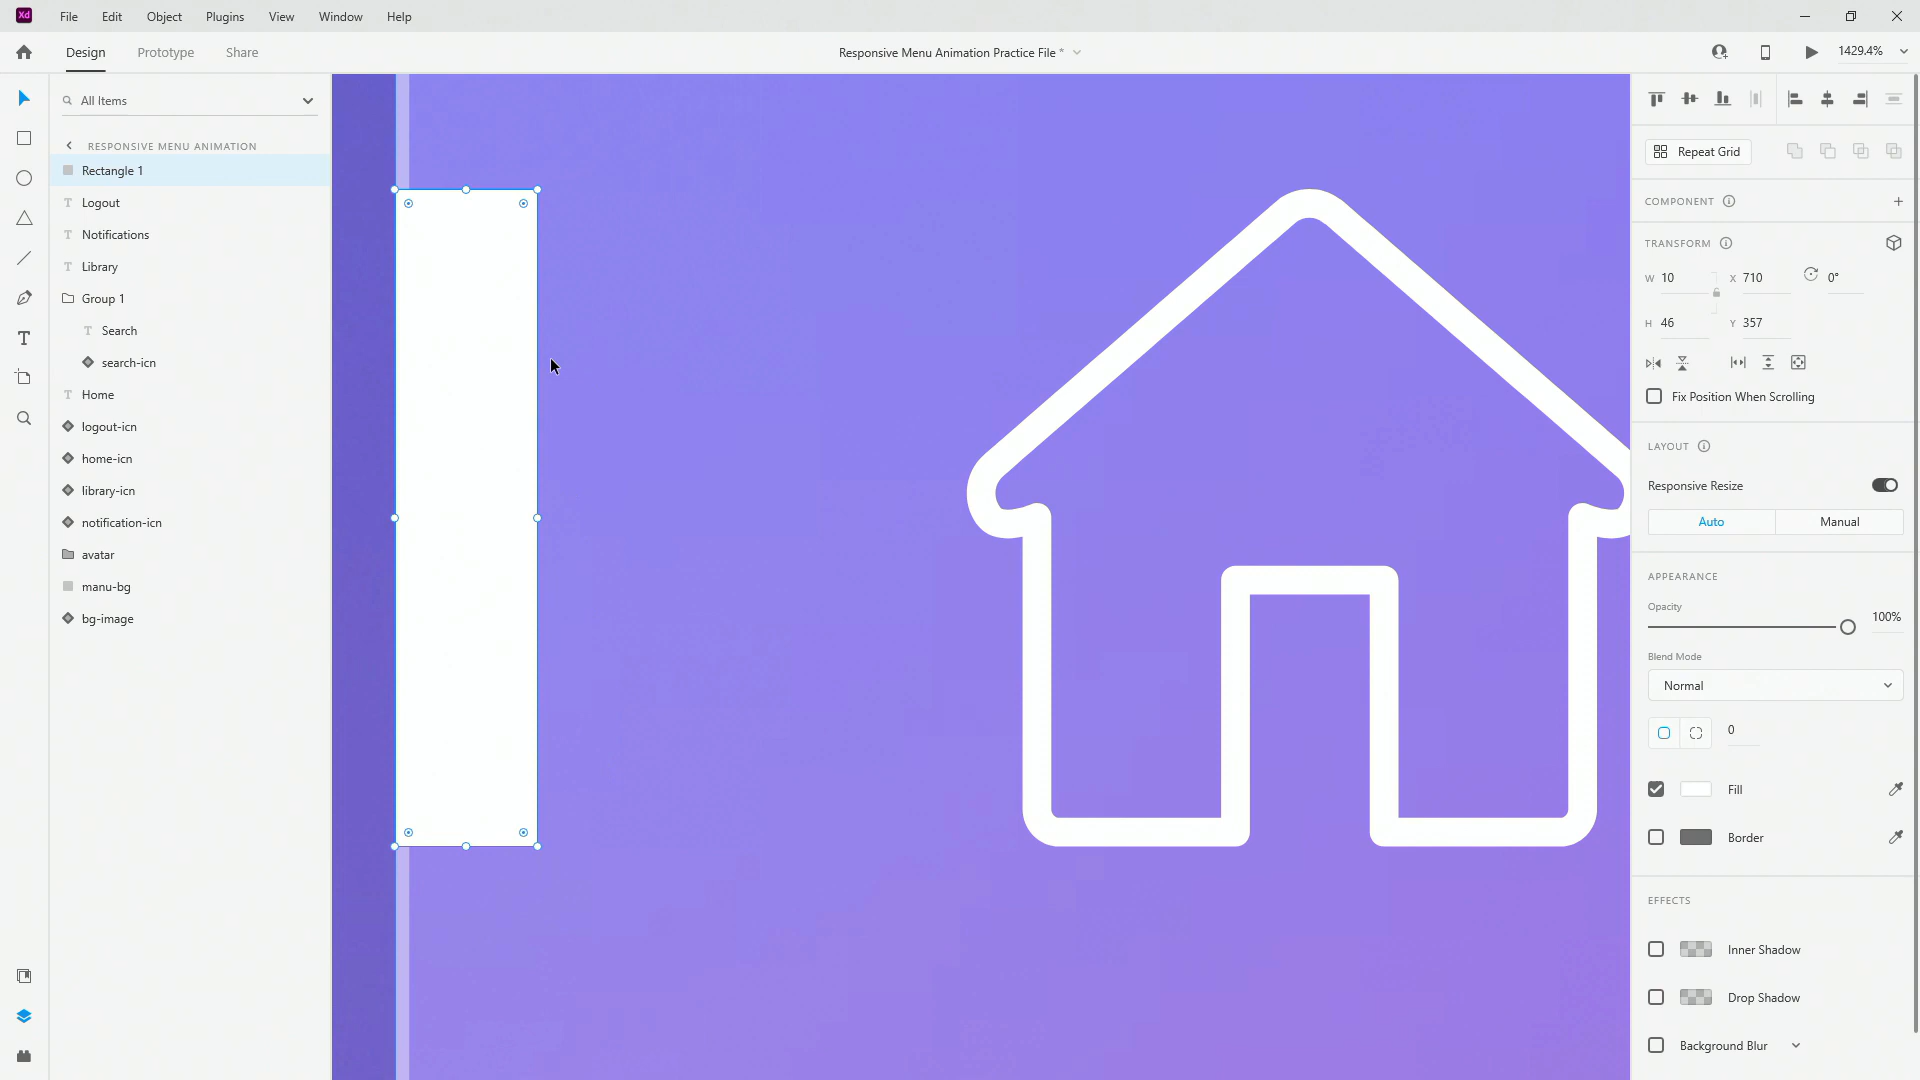 Xd File Edit Object Plugins View Window Help
Design Prototype Share Responsive Menu Animation Practice File * 1429.4%
All Items
RESPONSIVE MENU ANIMATION
Rectangle 1
T Logout
T Notifications
T Library
Group 1
T Search
search-icn
T Home
logout-icn
home-icn
library-icn
notification-icn
avatar
manu-bg
bg-image
Repeat Grid
COMPONENT
TRANSFORM
W 10 X 710 0°
H 46 Y 357
Fix Position When Scrolling
LAYOUT
Responsive Resize
Auto Manual
APPEARANCE
Opacity
100%
Blend Mode
Normal
0
Fill
Border
EFFECTS
Inner Shadow
Drop Shadow
Background Blur